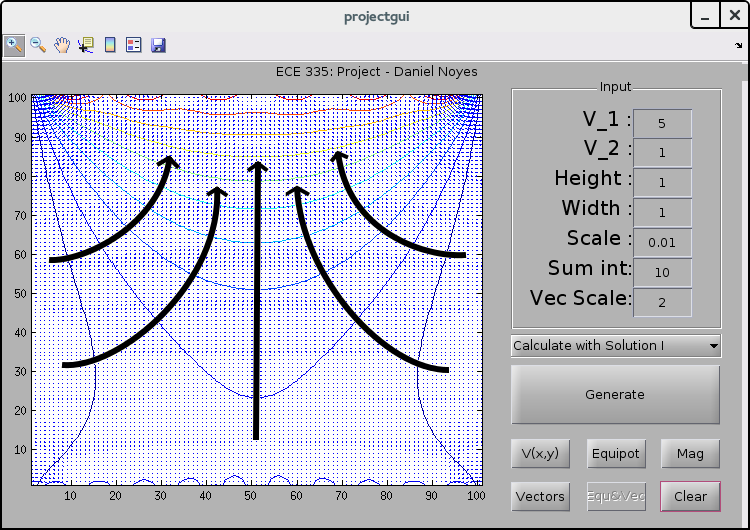 projectgui
ECE 335: Project - Daniel Noyes
100
90
80
70
60
50
40
30
20
10
10 20 30 40 50 60 70 80 90 100
Input
V_1 : 5
V_2 : 1
Height : 1
Width : 1
Scale : 0.01
Sum int: 10
Vec Scale: 2
Calculate with Solution I
Generate
V(x,y) Equipot Mag
Vectors Equ&Vec Clear